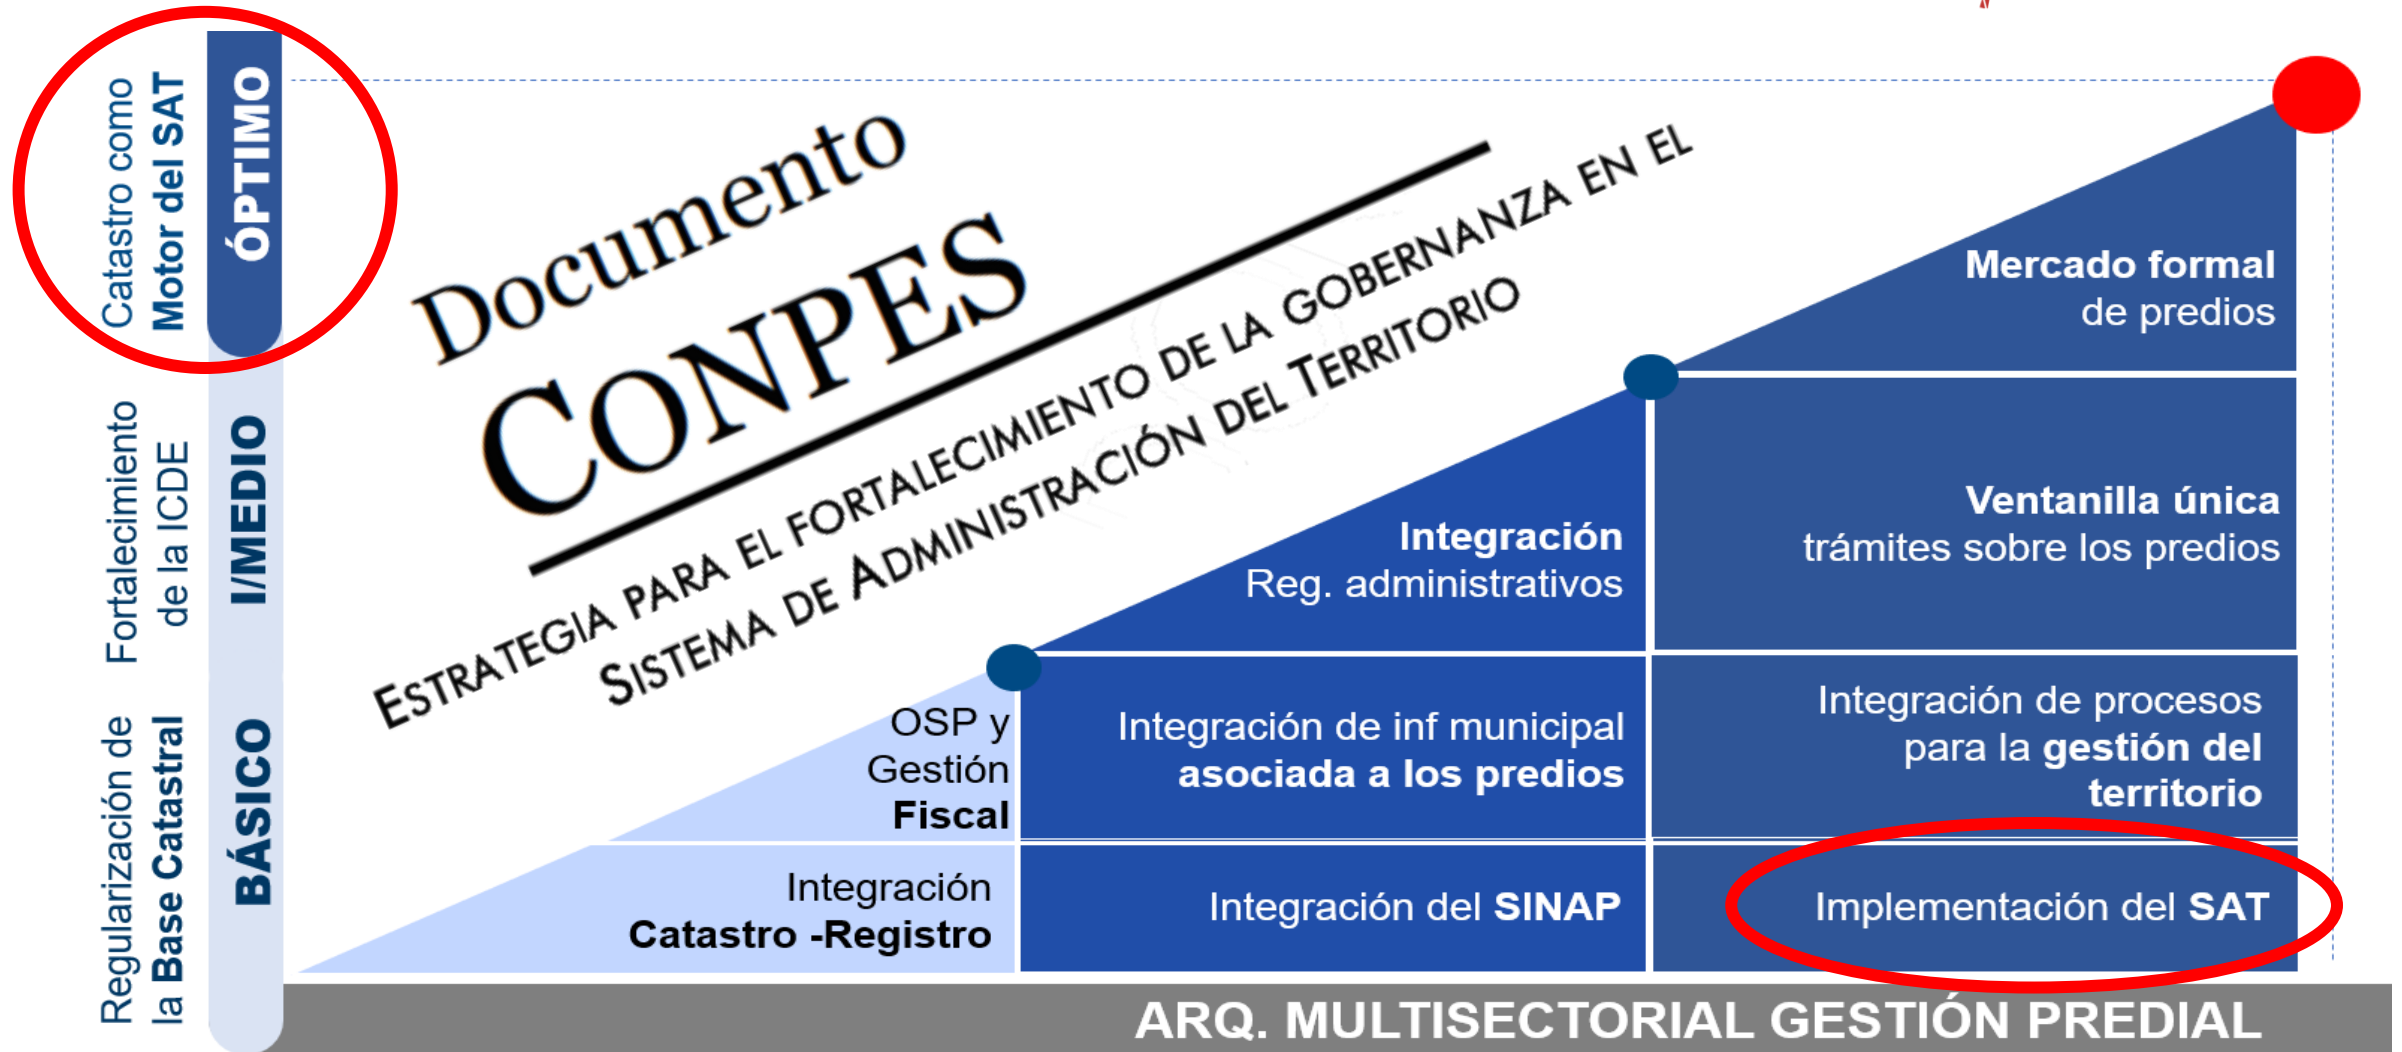 Catastro como
Motor del SAT
ÓPTIMO
Fortalecimiento
de la ICDE
I/MEDIO
Regularización de
la Base Catastral
BÁSICO
Documento
CONPES
ESTRATEGIA PARA EL FORTALECIMIENTO DE LA GOBERNANZA EN EL
SISTEMA DE ADMINISTRACIÓN DEL TERRITORIO
Mercado formal
de predios
Integración
Reg. administrativos
Ventanilla única
trámites sobre los predios
OSP y
Gestión
Fiscal
Integración de inf municipal
asociada a los predios
Integración de procesos
para la gestión del
territorio
Integración
Catastro -Registro
Integración del SINAP
Implementación del SAT
ARQ. MULTISECTORIAL GESTIÓN PREDIAL